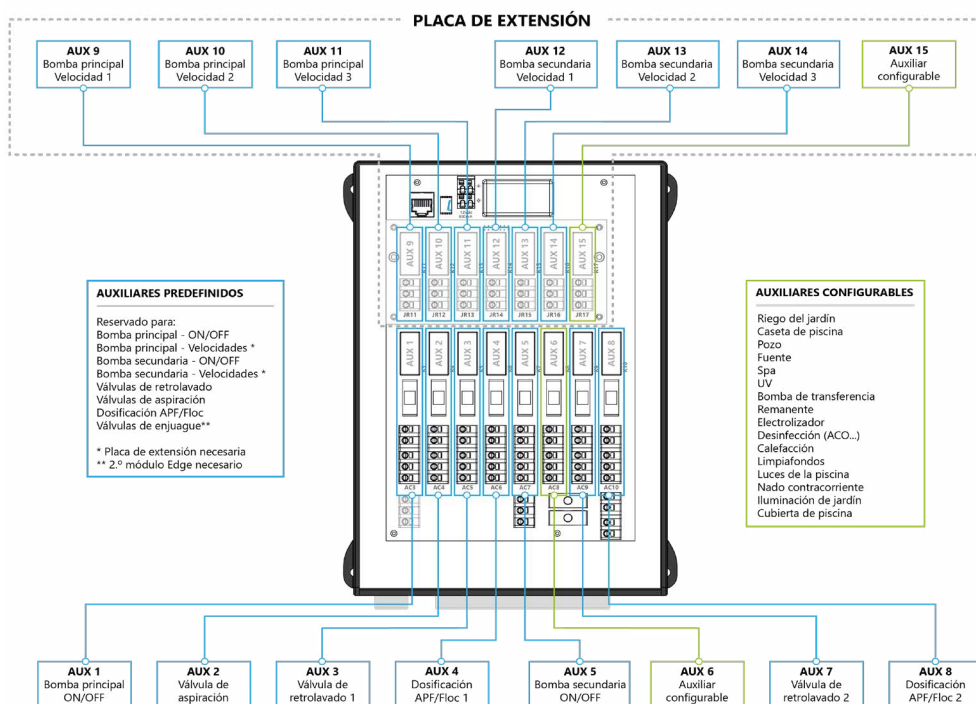 PLACA DE EXTENSIÓN
AUX 9
Bomba principal
Velocidad 1
AUX 10
Bomba principal
Velocidad 2
AUX 11
Bomba principal
Velocidad 3
AUX 12
Bomba secundaria
Velocidad 1
AUX 13
Bomba secundaria
Velocidad 2
AUX 14
Bomba secundaria
Velocidad 3
AUX 15
Auxiliar
configurable
AUX 9
AUX 10
AUX 11
AUX 12
AUX 13
AUX 14
AUX 15
JR11
JR12
JR13
JR14
JR15
JR16
JR17
AUX 1
AUX 2
AUX 3
AUX 4
AUX 5
AUX 6
AUX 7
AUX 8
AC3
AC4
AC5
AC6
AC7
AC8
AC9
AC10
AUXILIARES PREDEFINIDOS
Reservado para:
Bomba principal - ON/OFF
Bomba principal - Velocidades *
Bomba secundaria - ON/OFF
Bomba secundaria - Velocidades *
Válvulas de retrolavado
Válvulas de aspiración
Dosificación APF/Floc
Válvulas de enjuague**
* Placa de extensión necesaria
** 2.º módulo Edge necesario
AUXILIARES CONFIGURABLES
Riego del jardín
Caseta de piscina
Pozo
Fuente
Spa
UV
Bomba de transferencia
Remanente
Electrolizador
Desinfección (ACO...)
Calefacción
Limpiafondos
Luces de la piscina
Nado contracorriente
Iluminación de jardín
Cubierta de piscina
AUX 1
Bomba principal
ON/OFF
AUX 2
Válvula de
aspiración
AUX 3
Válvula de
retrolavado 1
AUX 4
Dosificación
APF/Floc 1
AUX 5
Bomba secundaria
ON/OFF
AUX 6
Auxiliar
configurable
AUX 7
Válvula de
retrolavado 2
AUX 8
Dosificación
APF/Floc 2